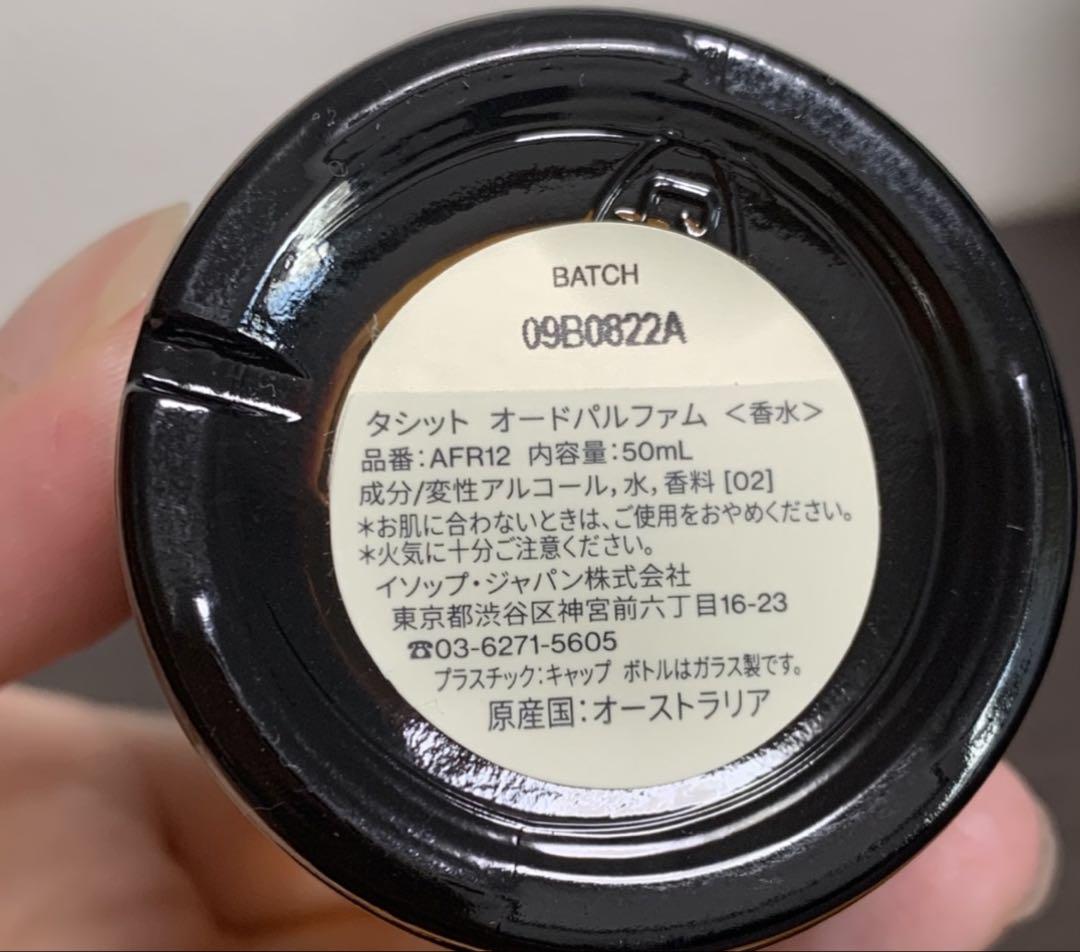 BATCH
09B0822A
タシット オードパルファム <香水>
品番:AFR12 内容量:50mL
成分/変性アルコール,水,香料 [02]
*お肌に合わないときは、ご使用をおやめください。
*火気に十分ご注意ください。
イソップ・ジャパン株式会社
東京都渋谷区神宮前六丁目16-23
☎03-6271-5605
プラスチック:キャップ ボトルはガラス製です。
原産国:オーストラリア